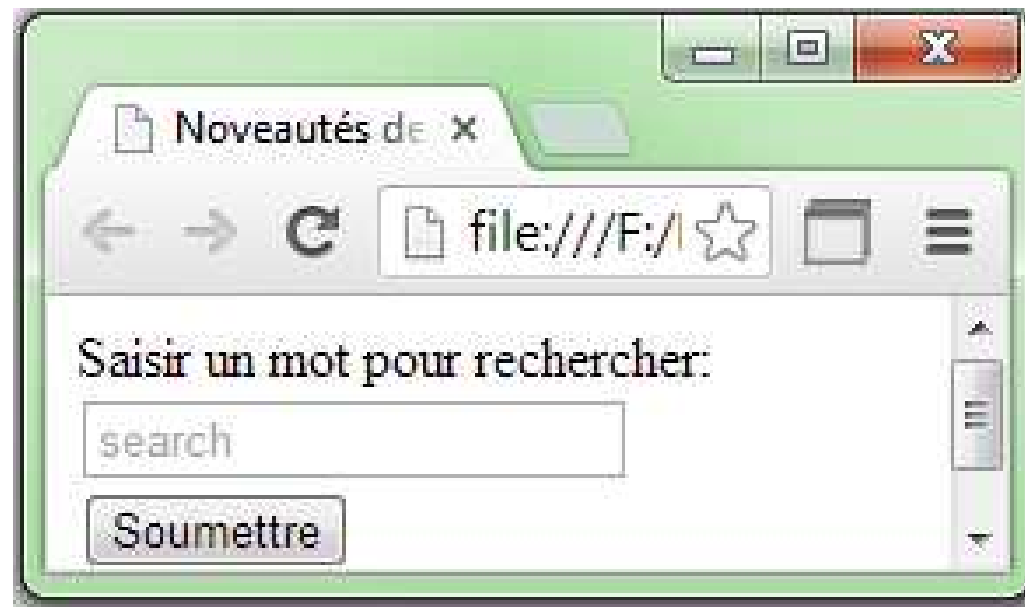 Noveautés de
file:///F:/
Saisir un mot pour rechercher:
search
Soumettre